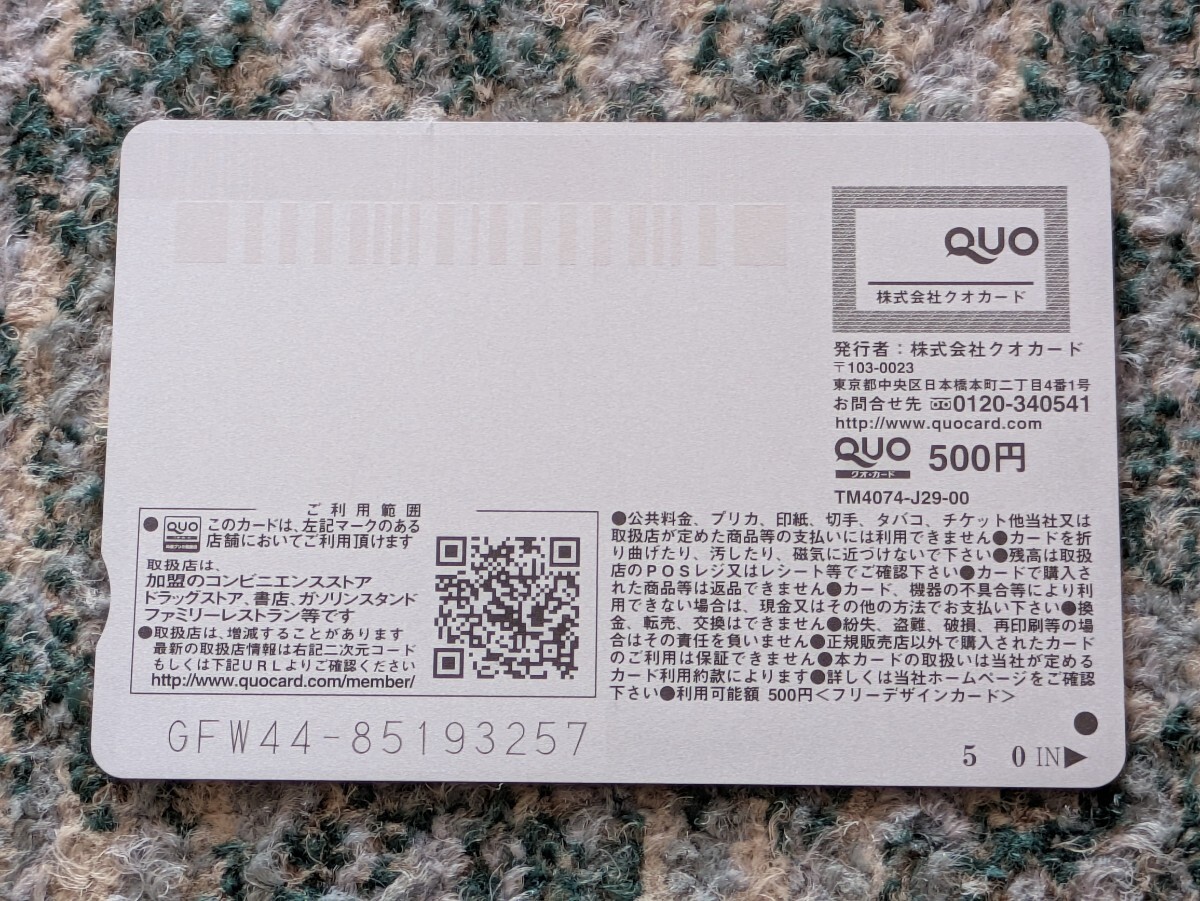 QUO
株式会社クオカード
発行者：株式会社クオカード
〒103-0023
東京都中央区日本橋本町二丁目4番1号
お問合せ先 0120-340541
http://www.quocard.com
QUO 500円
クオ・カード
TM4074-J29-00
ご利用範囲
●QUOこのカードは、左記マークのある
店舗においてご利用頂けます
取扱店は、
加盟のコンビニエンスストア
ドラッグストア、書店、ガソリンスタンド
ファミリーレストラン等です
●取扱店は、増減することがあります
最新の取扱店情報は右記二次元コード
もしくは下記URLよりご確認ください
http://www.quocard.com/member/
●公共料金、プリカ、印紙、切手、タバコ、チケット他当社又は
取扱店が定めた商品等の支払いには利用できません●カードを折
り曲げたり、汚したり、磁気に近づけないで下さい●残高は取扱
店のPOSレジ又はレシート等でご確認下さい●カードで購入さ
れた商品等は返品できません●カード、機器の不具合等により利
用できない場合は、現金又はその他の方法でお支払い下さい●換
金、転売、交換はできません●紛失、盗難、破損、再印刷等の場
合はその責任を負いません●正規販売店以外で購入されたカード
のご利用は保証できません●本カードの取扱いは当社が定める
カード利用約款によります●詳しくは当社ホームページをご確認
下さい●利用可能額 500円＜フリーデザインカード＞
GFW44-85193257
5 0 IN▶